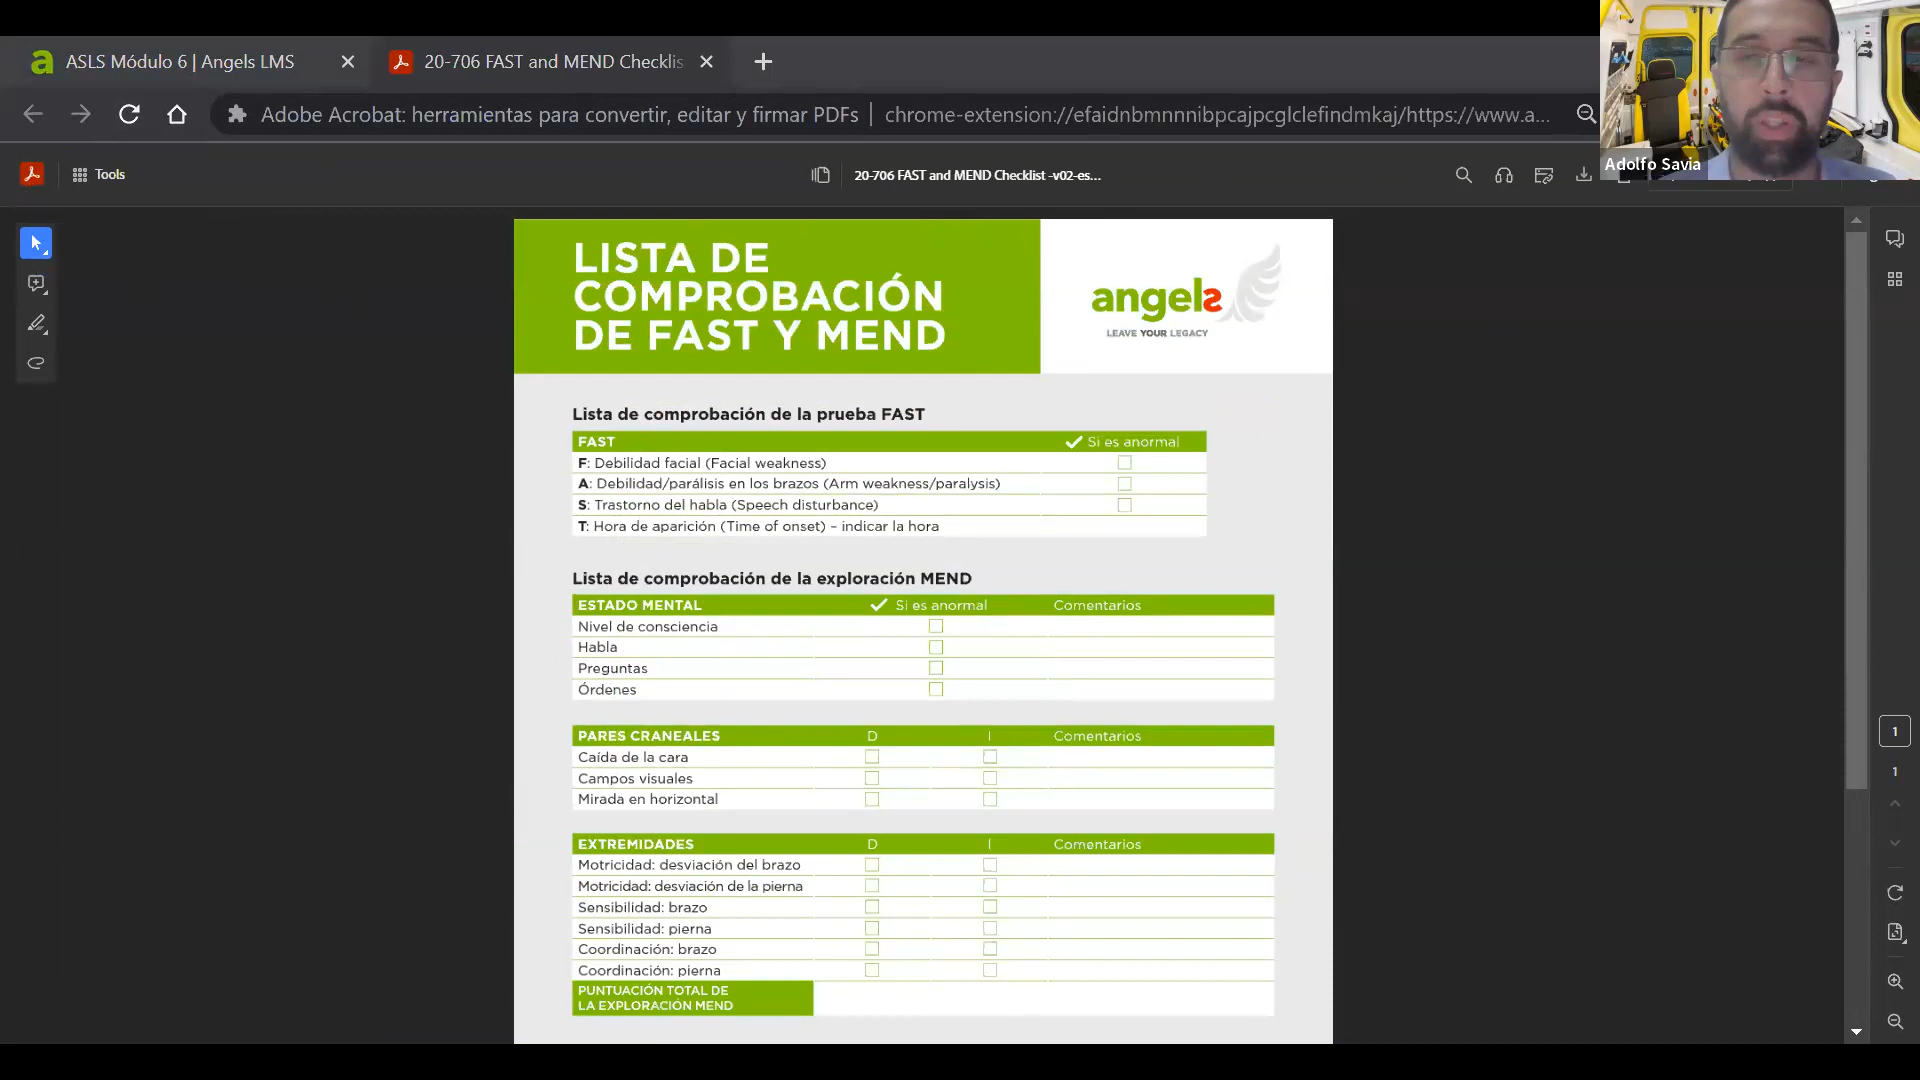 ASLS Módulo 6 | Angels LMS
20-706 FAST and MEND Checklis
Adobe Acrobat: herramientas para convertir, editar y firmar PDFs
chrome-extension://efaidnbmnnnibpcajpcglclefindmkaj/https://www.a...
Adolfo Savia
Tools
20-706 FAST and MEND Checklist -v02-es...
LISTA DE
COMPROBACIÓN
DE FAST Y MEND
angels
LEAVE YOUR LEGACY
Lista de comprobación de la prueba FAST
FAST Si es anormal
F: Debilidad facial (Facial weakness)
A: Debilidad/parálisis en los brazos (Arm weakness/paralysis)
S: Trastorno del habla (Speech disturbance)
T: Hora de aparición (Time of onset) – indicar la hora
Lista de comprobación de la exploración MEND
ESTADO MENTAL Si es anormal Comentarios
Nivel de consciencia
Habla
Preguntas
Órdenes
PARES CRANEALES D I Comentarios
Caída de la cara
Campos visuales
Mirada en horizontal
EXTREMIDADES D I Comentarios
Motricidad: desviación del brazo
Motricidad: desviación de la pierna
Sensibilidad: brazo
Sensibilidad: pierna
Coordinación: brazo
Coordinación: pierna
PUNTUACIÓN TOTAL DE
LA EXPLORACIÓN MEND
1
1